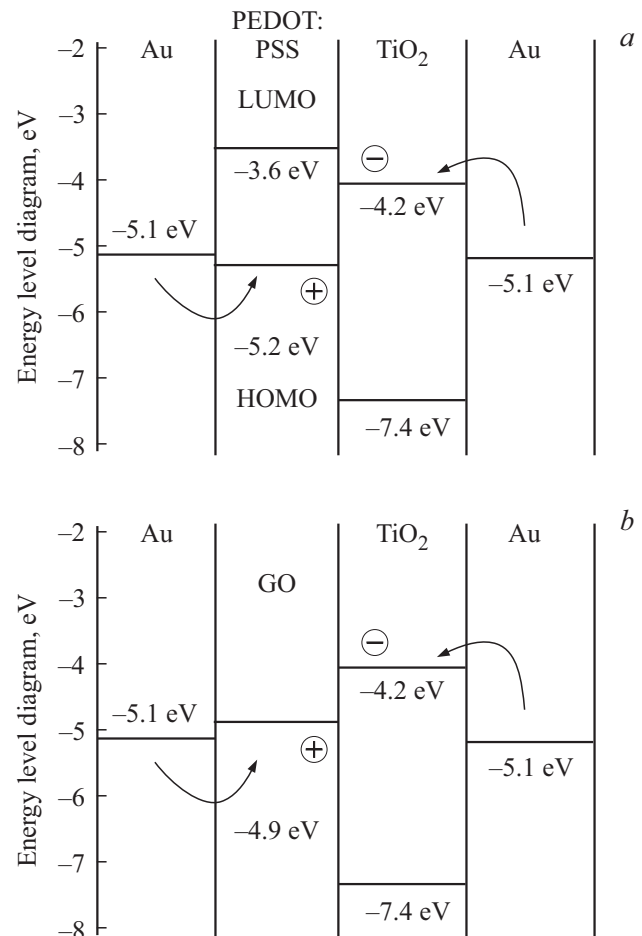 a
PEDOT:
Au PSS TiO₂ Au
LUMO
−3.6 eV
−4.2 eV
−5.1 eV
−5.1 eV
−5.2 eV
HOMO
−7.4 eV
−2
−3
−4
−5
−6
−7
−8
Energy level diagram, eV
b
Au TiO₂ Au
GO
−4.2 eV
−5.1 eV
−5.1 eV
−4.9 eV
−7.4 eV
−2
−3
−4
−5
−6
−7
−8
Energy level diagram, eV